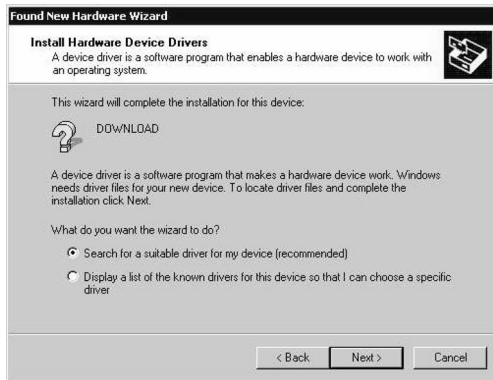 Found New Hardware Wizard
Install Hardware Device Drivers
A device driver is a software program that enables a hardware device to work with
an operating system.
This wizard will complete the installation for this device:
DOWNLOAD
A device driver is a software program that makes a hardware device work. Windows
needs driver files for your new device. To locate driver files and complete the
installation click Next.
What do you want the wizard to do?
Search for a suitable driver for my device (recommended)
Display a list of the known drivers for this device so that I can choose a specific
driver
< Back Next > Cancel